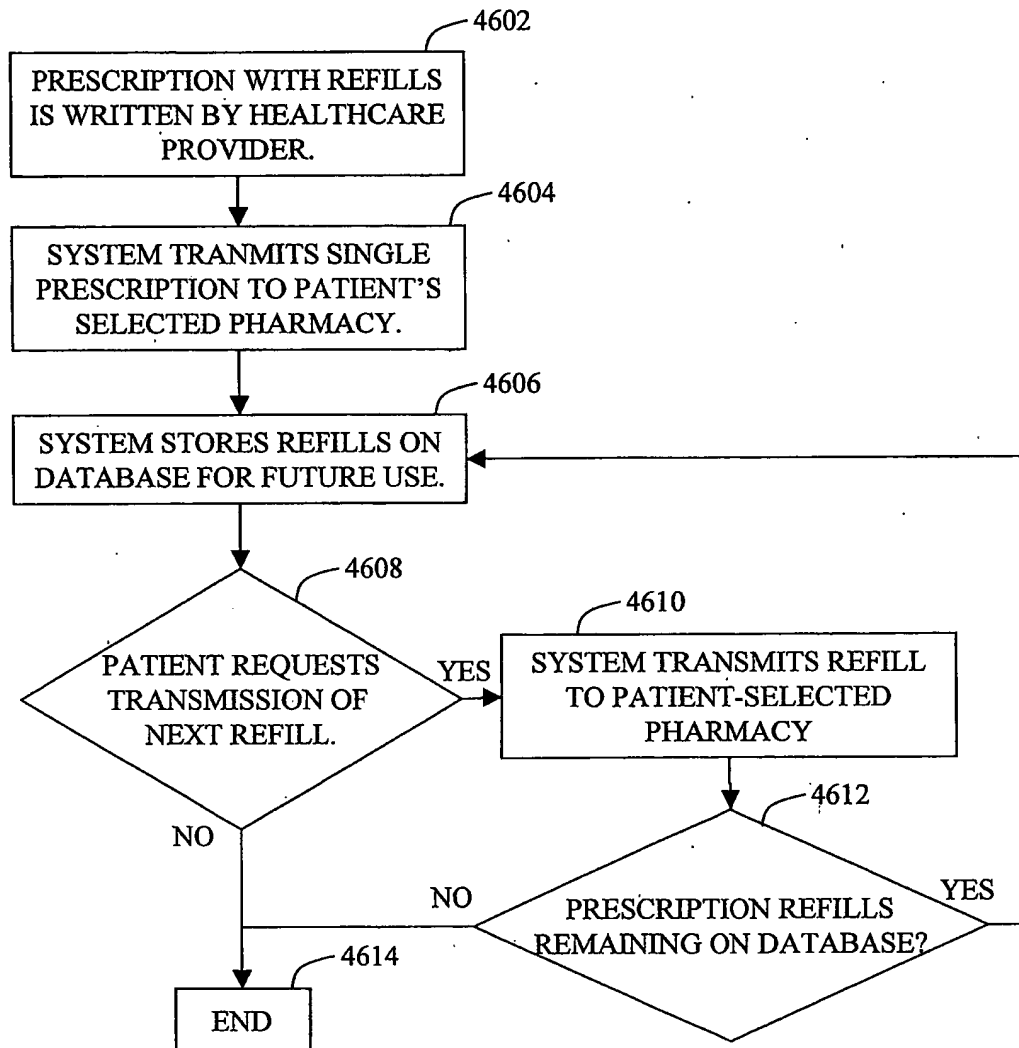 4602
PRESCRIPTION WITH REFILLS
IS WRITTEN BY HEALTHCARE
PROVIDER.
4604
SYSTEM TRANMITS SINGLE
PRESCRIPTION TO PATIENT'S
SELECTED PHARMACY.
4606
SYSTEM STORES REFILLS ON
DATABASE FOR FUTURE USE.
4608
PATIENT REQUESTS
TRANSMISSION OF
NEXT REFILL.
YES
NO
4610
SYSTEM TRANSMITS REFILL
TO PATIENT-SELECTED
PHARMACY
4612
PRESCRIPTION REFILLS
REMAINING ON DATABASE?
NO
YES
4614
END